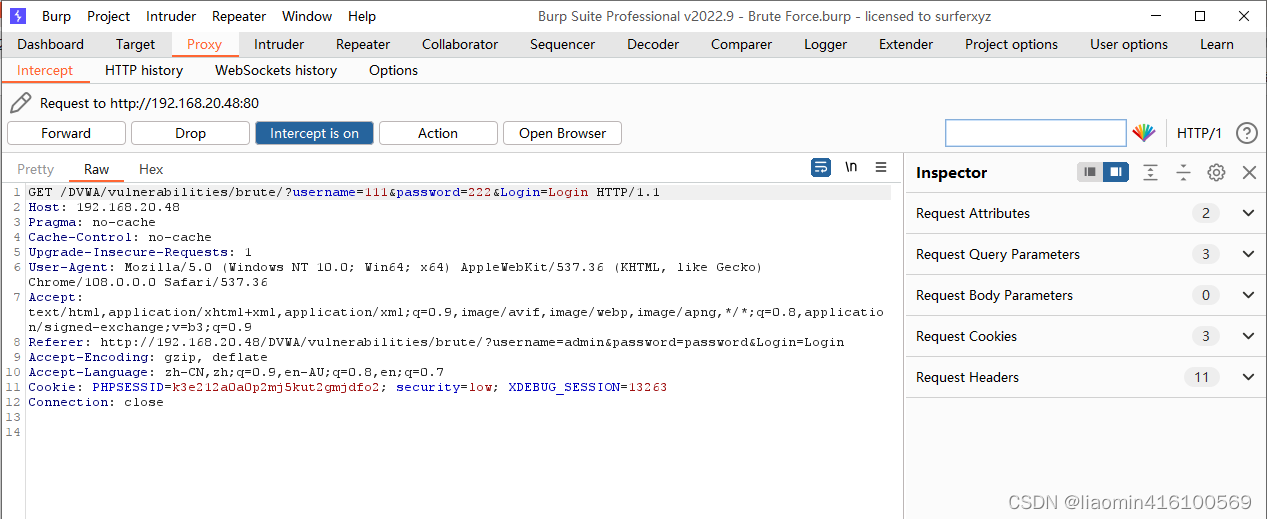 Burp Project Intruder Repeater Window Help Burp Suite Professional v2022.9 - Brute Force.burp - licensed to surferxyz
Dashboard Target Proxy Intruder Repeater Collaborator Sequencer Decoder Comparer Logger Extender Project options User options Learn
Intercept HTTP history WebSockets history Options
Request to http://192.168.20.48:80
Forward Drop Intercept is on Action Open Browser HTTP/1 ?
Pretty Raw Hex \n
1 GET /DVWA/vulnerabilities/brute/?username=111&password=222&Login=Login HTTP/1.1
2 Host: 192.168.20.48
3 Pragma: no-cache
4 Cache-Control: no-cache
5 Upgrade-Insecure-Requests: 1
6 User-Agent: Mozilla/5.0 (Windows NT 10.0; Win64; x64) AppleWebKit/537.36 (KHTML, like Gecko)
Chrome/108.0.0.0 Safari/537.36
7 Accept:
text/html,application/xhtml+xml,application/xml;q=0.9,image/avif,image/webp,image/apng,*/*;q=0.8,applicatio
n/signed-exchange;v=b3;q=0.9
8 Referer: http://192.168.20.48/DVWA/vulnerabilities/brute/?username=admin&password=password&Login=Login
9 Accept-Encoding: gzip, deflate
10 Accept-Language: zh-CN,zh;q=0.9,en-AU;q=0.8,en;q=0.7
11 Cookie: PHPSESSID=k3e212a0a0p2mj5kut2gmjdfo2; security=low; XDEBUG_SESSION=13263
12 Connection: close
13
14
Inspector
Request Attributes 2
Request Query Parameters 3
Request Body Parameters 0
Request Cookies 3
Request Headers 11
CSDN @liaomin416100569